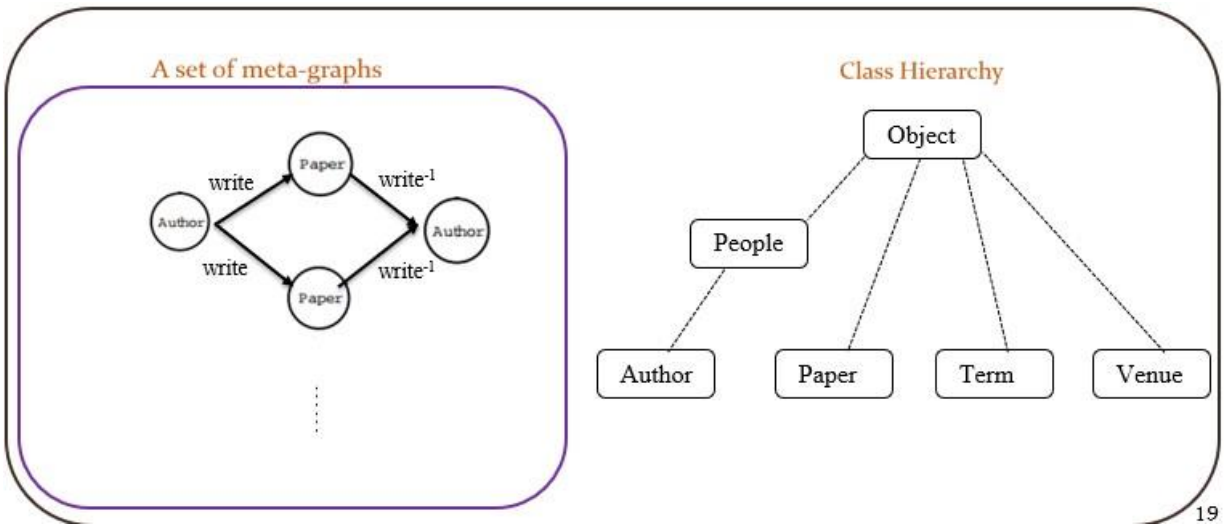 A set of meta-graphs
Paper
write
write⁻¹
Author
Author
write
write⁻¹
Paper
Class Hierarchy
Object
People
Author
Paper
Term
Venue
19